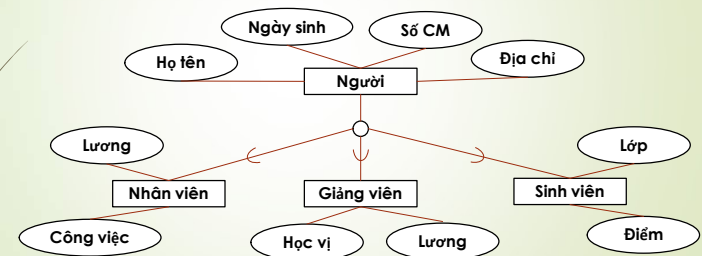 Ngày sinh
Số CM
Họ tên
Địa chỉ
Người
Lương
Lớp
Nhân viên
Giảng viên
Sinh viên
Công việc
Học vị
Lương
Điểm